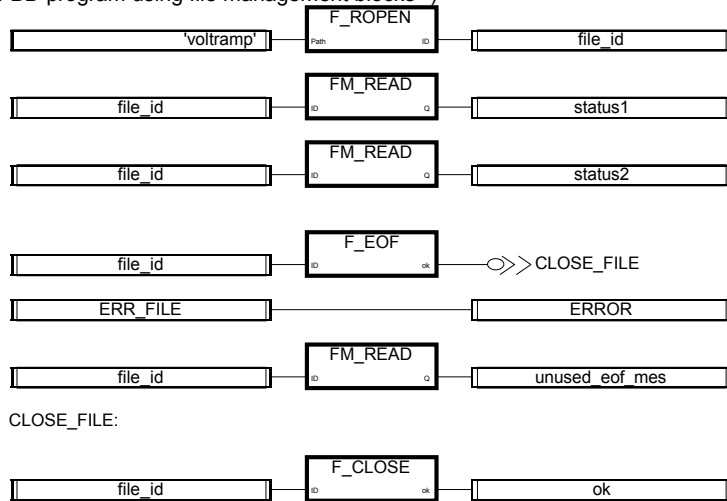 BD program using file management blocks *)
F_ROPEN
'voltramp' Path ID file_id
FM_READ
file_id ID Q status1
FM_READ
file_id ID Q status2
F_EOF
file_id ID ok CLOSE_FILE
ERR_FILE ERROR
FM_READ
file_id ID Q unused_eof_mes
CLOSE_FILE:
F_CLOSE
file_id ID ok ok